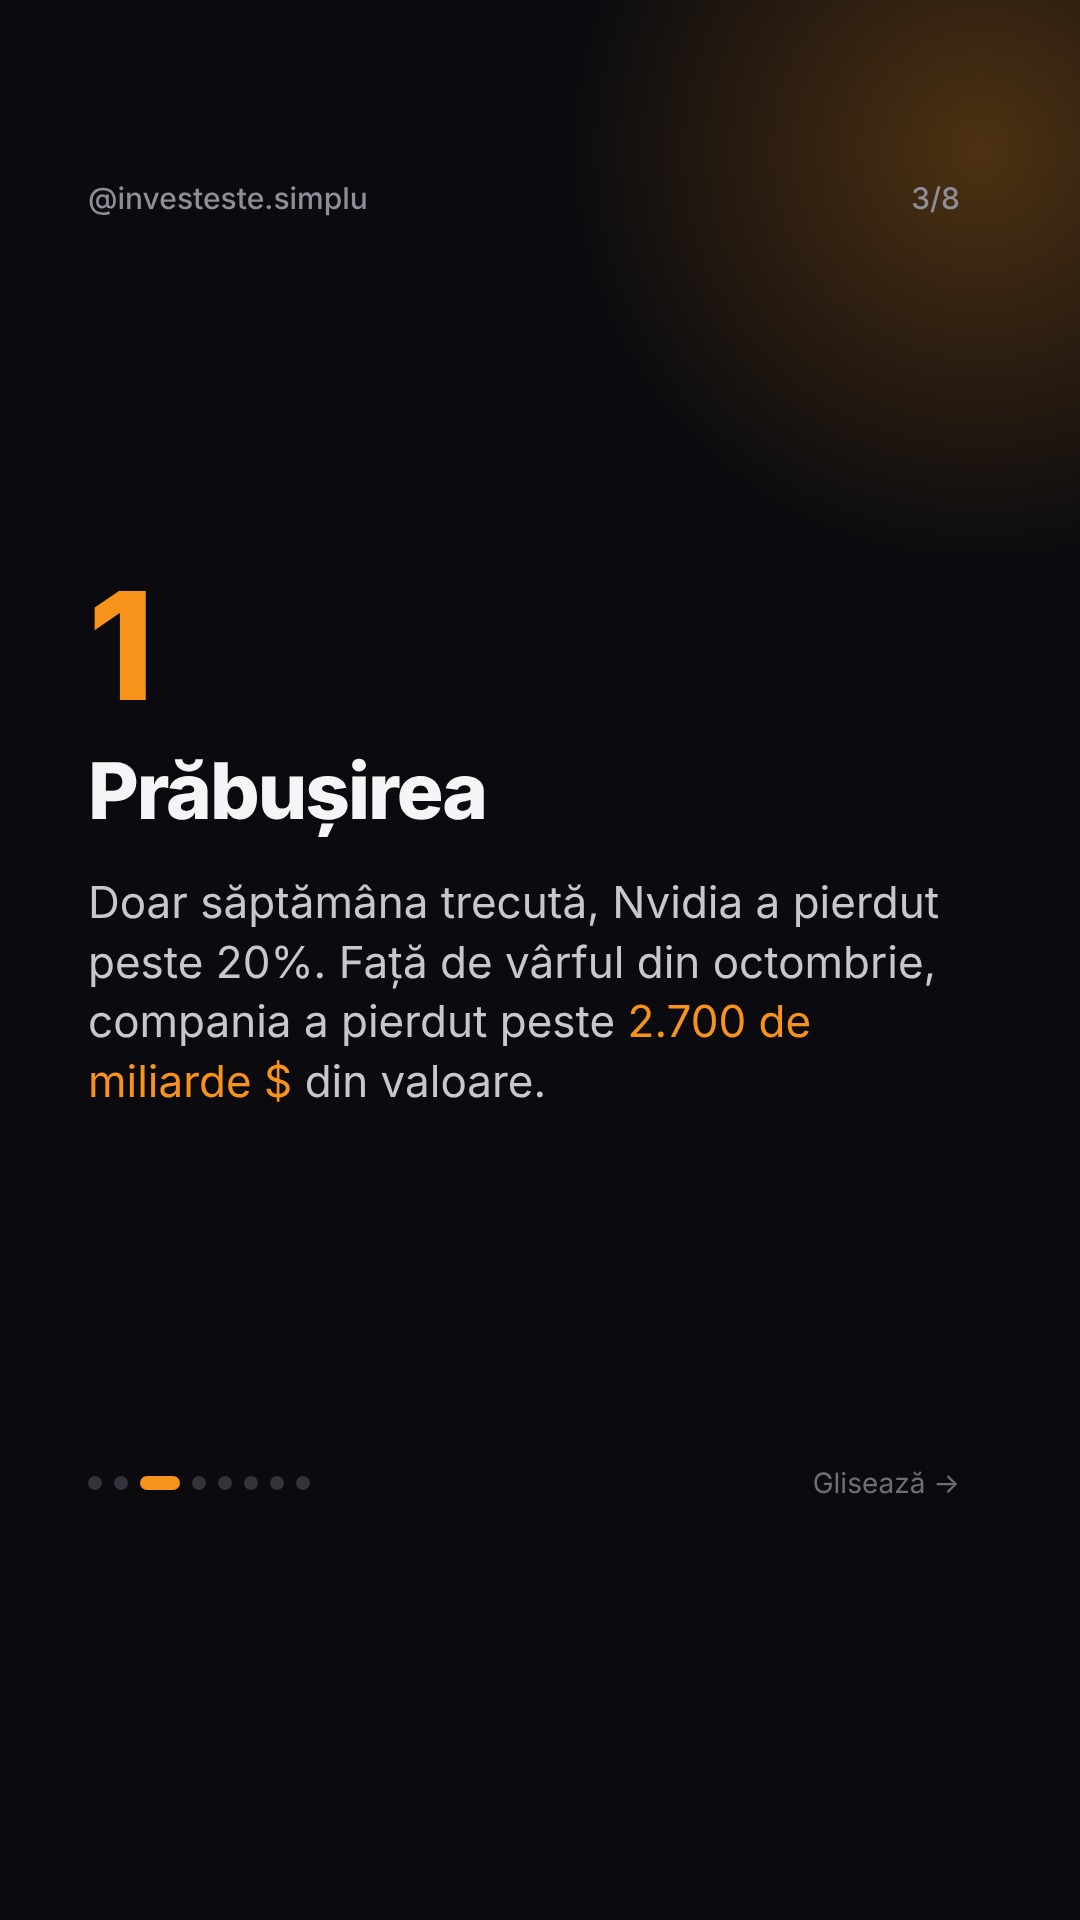 @investeste.simplu
3/8
1
Prăbușirea
Doar săptămâna trecută, Nvidia a pierdut
peste 20%. Față de vârful din octombrie,
compania a pierdut peste 2.700 de
miliarde $ din valoare.
Glisează →